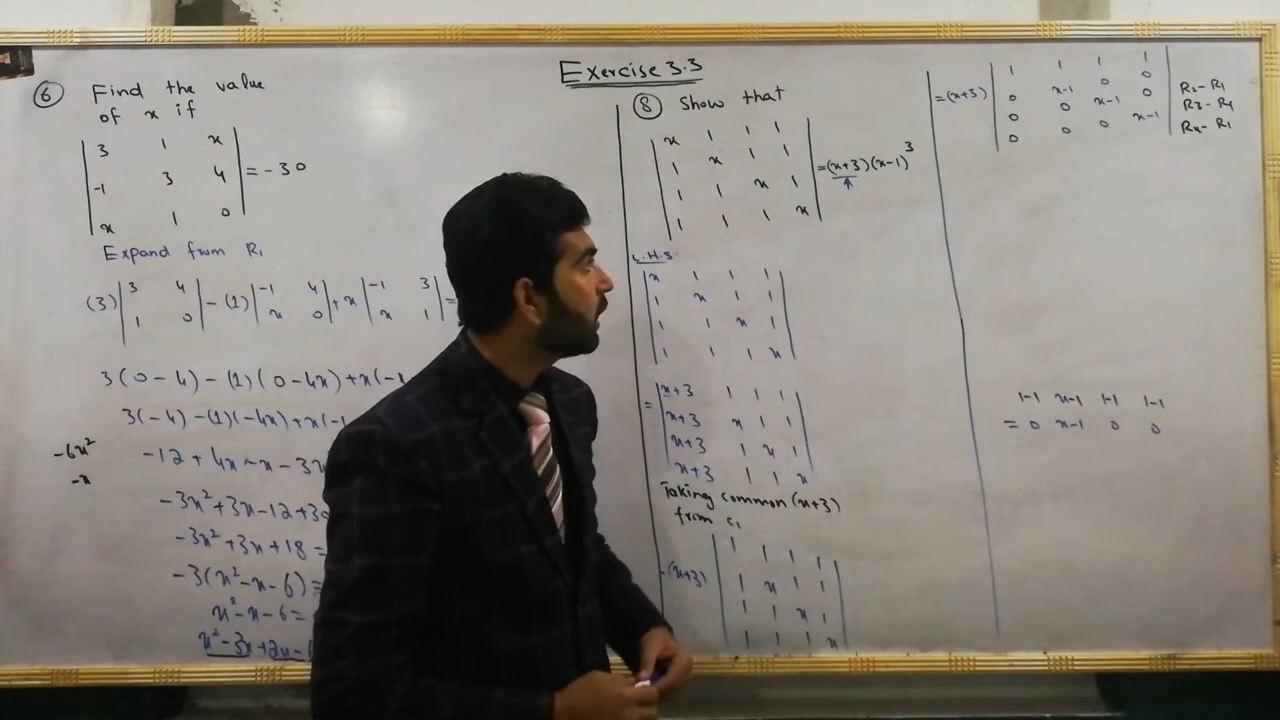 Exercise 3.3
6 Find the value
of x if
| 3 1 x |
| -1 3 4 | = -30
| x 1 0 |
Expand from R₁
(3) | 3 4 | - (1) | -1 4 | + x | -1 3 | =
| 1 0 | | x 0 | | x 1 |
3(0-4) - (1)(0-4x) + x(-1
3(-4) - (1)(-4x) + x(-1
-6x²
-x
-12 + 4x - x - 3x
-3x² + 3x - 12 + 30
-3x² + 3x + 18 =
-3(x² - x - 6) =
x² - x - 6 =
x² - 3x + 2x - 6
8 Show that
| x 1 1 1 |
| 1 x 1 1 | = (x+3)(x-1)³
| 1 1 x 1 |
| 1 1 1 x |
L.H.S.
| x 1 1 1 |
| 1 x 1 1 |
| 1 1 x 1 |
| 1 1 1 x |
= | x+3 1 1 1 |
| x+3 x 1 1 |
| x+3 1 x 1 |
| x+3 1 1 x |
Taking common (x+3)
from c₁
-(x+3) | 1 1 1 1 |
| 1 x 1 1 |
| 1 1 x 1 |
| 1 1 1 x |
= (x+3) | 1 1 1 1 |
| 0 x-1 0 0 | R₂-R₁
| 0 0 x-1 0 | R₃-R₁
| 0 0 0 x-1 | R₄-R₁
1-1 x-1 1-1 1-1
= 0 x-1 0 0